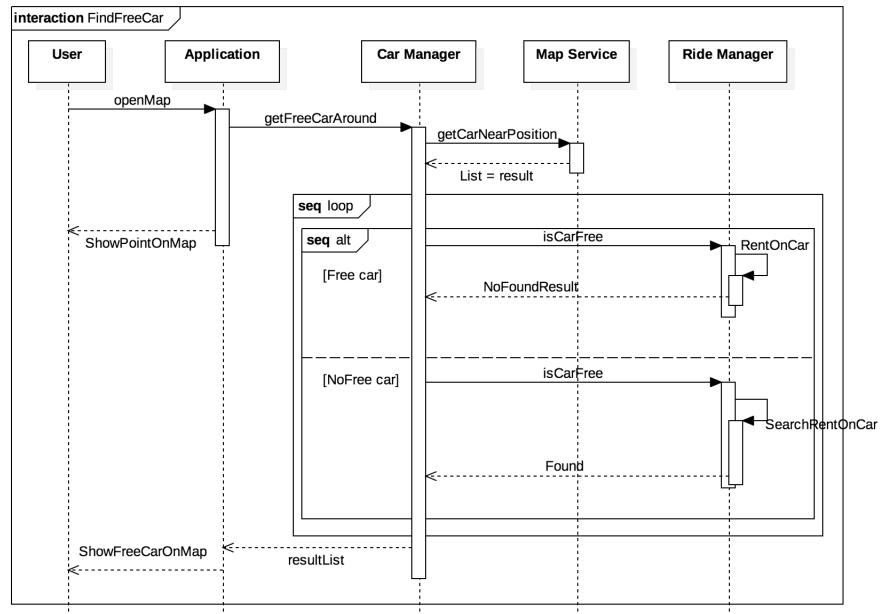 interaction FindFreeCar
User
Application
Car Manager
Map Service
Ride Manager
openMap
getFreeCarAround
getCarNearPosition
List = result
seq loop
ShowPointOnMap
seq alt
isCarFree
RentOnCar
[Free car]
NoFoundResult
[NoFree car]
isCarFree
SearchRentOnCar
Found
ShowFreeCarOnMap
resultList